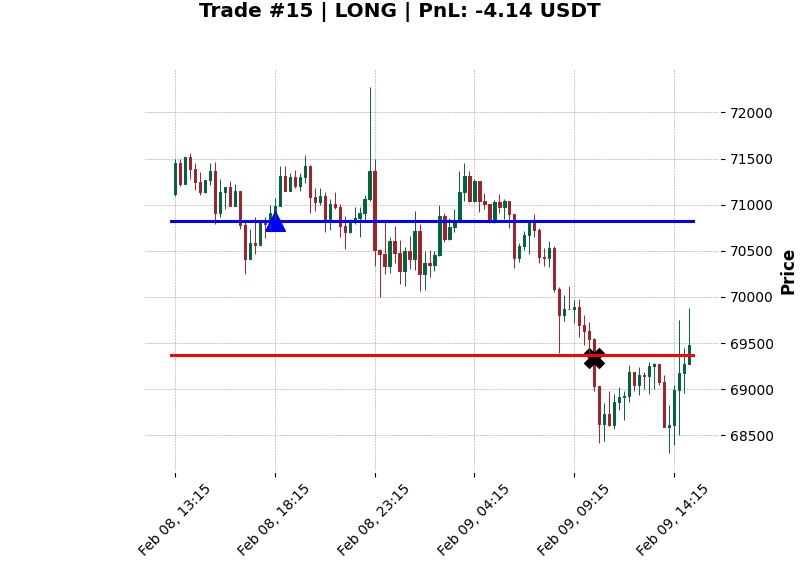 Trade #15 | LONG | PnL: -4.14 USDT
72000
71500
71000
70500
70000
69500
69000
68500
Price
Feb 08, 13:15
Feb 08, 18:15
Feb 08, 23:15
Feb 09, 04:15
Feb 09, 09:15
Feb 09, 14:15